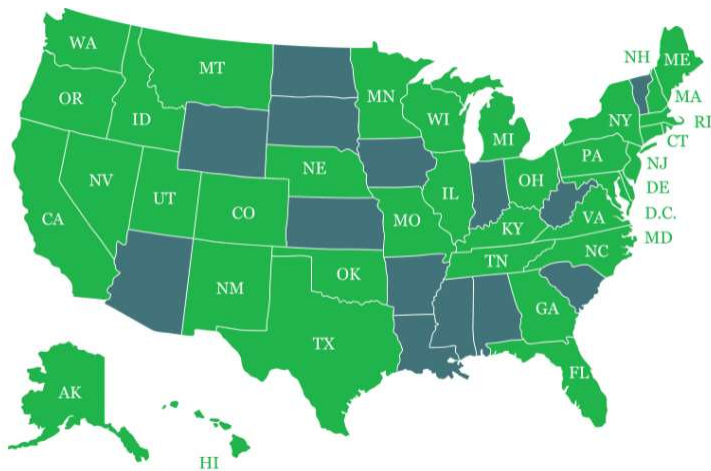 WA
MT
OR
ID
MN
NH
ME
MA
WI
RI
NY
CT
MI
NE
PA
NJ
NV
UT
IL
OH
DE
CO
CA
MO
D.C.
VA
KY
MD
NC
TN
OK
NM
GA
TX
FL
AK
HI